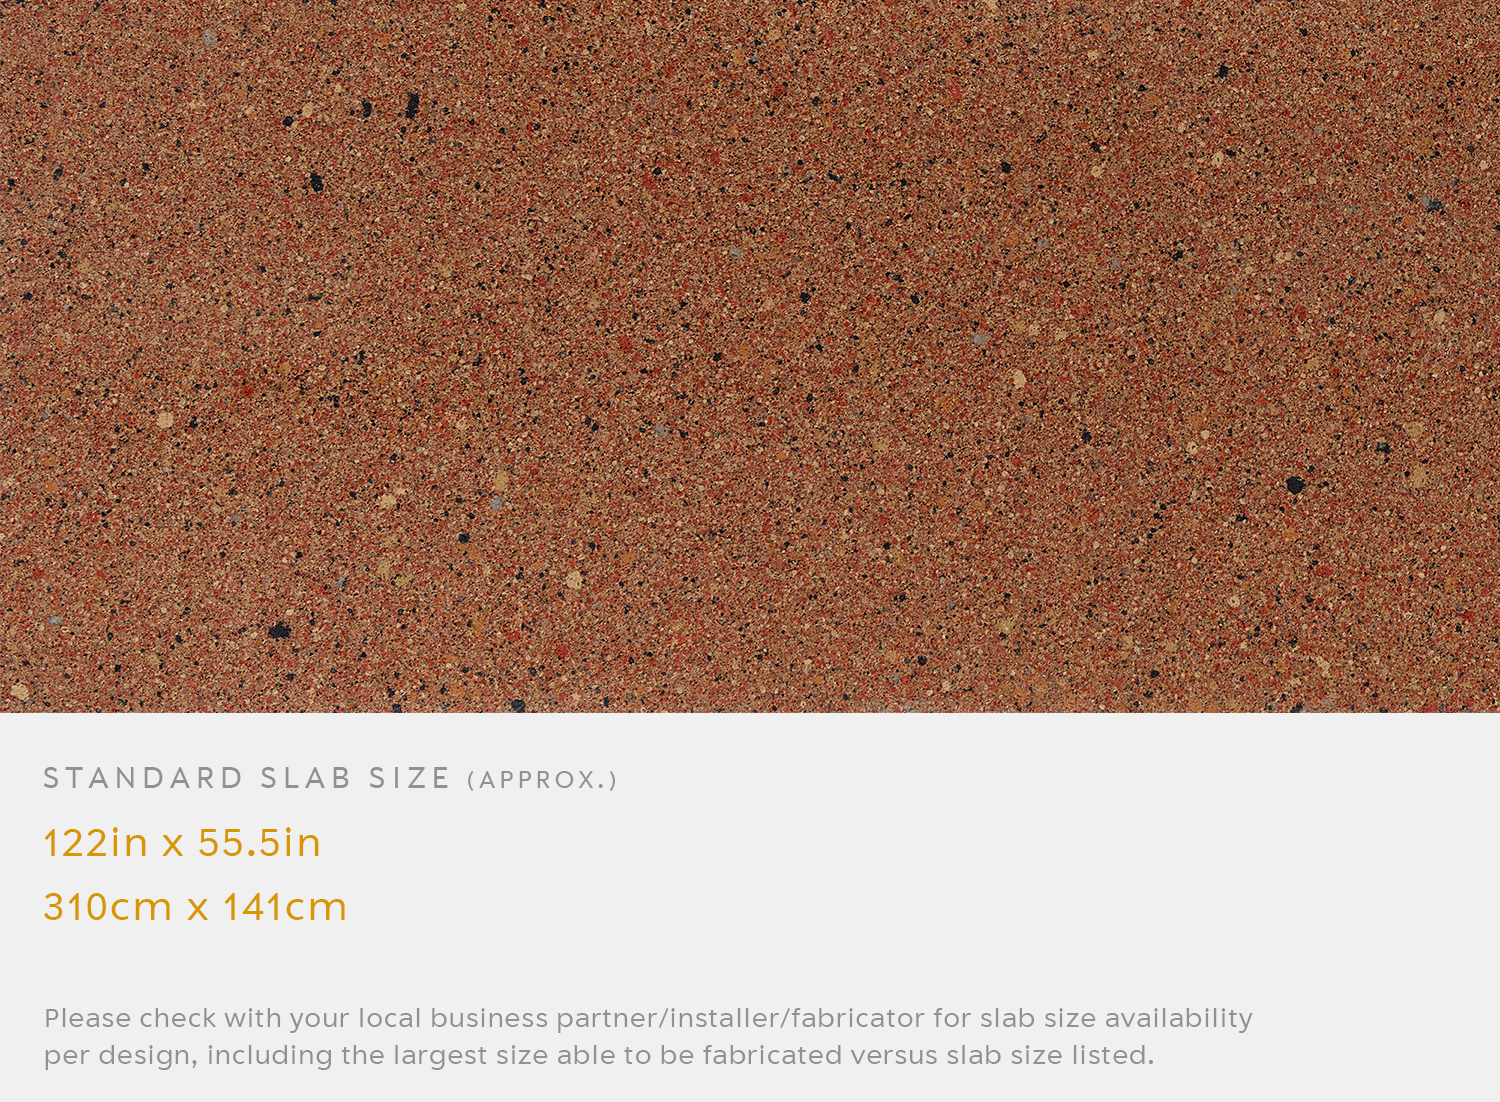 STANDARD SLAB SIZE (APPROX.)
122in x 55.5in
310cm x 141cm
Please check with your local business partner/installer/fabricator for slab size availability
per design, including the largest size able to be fabricated versus slab size listed.